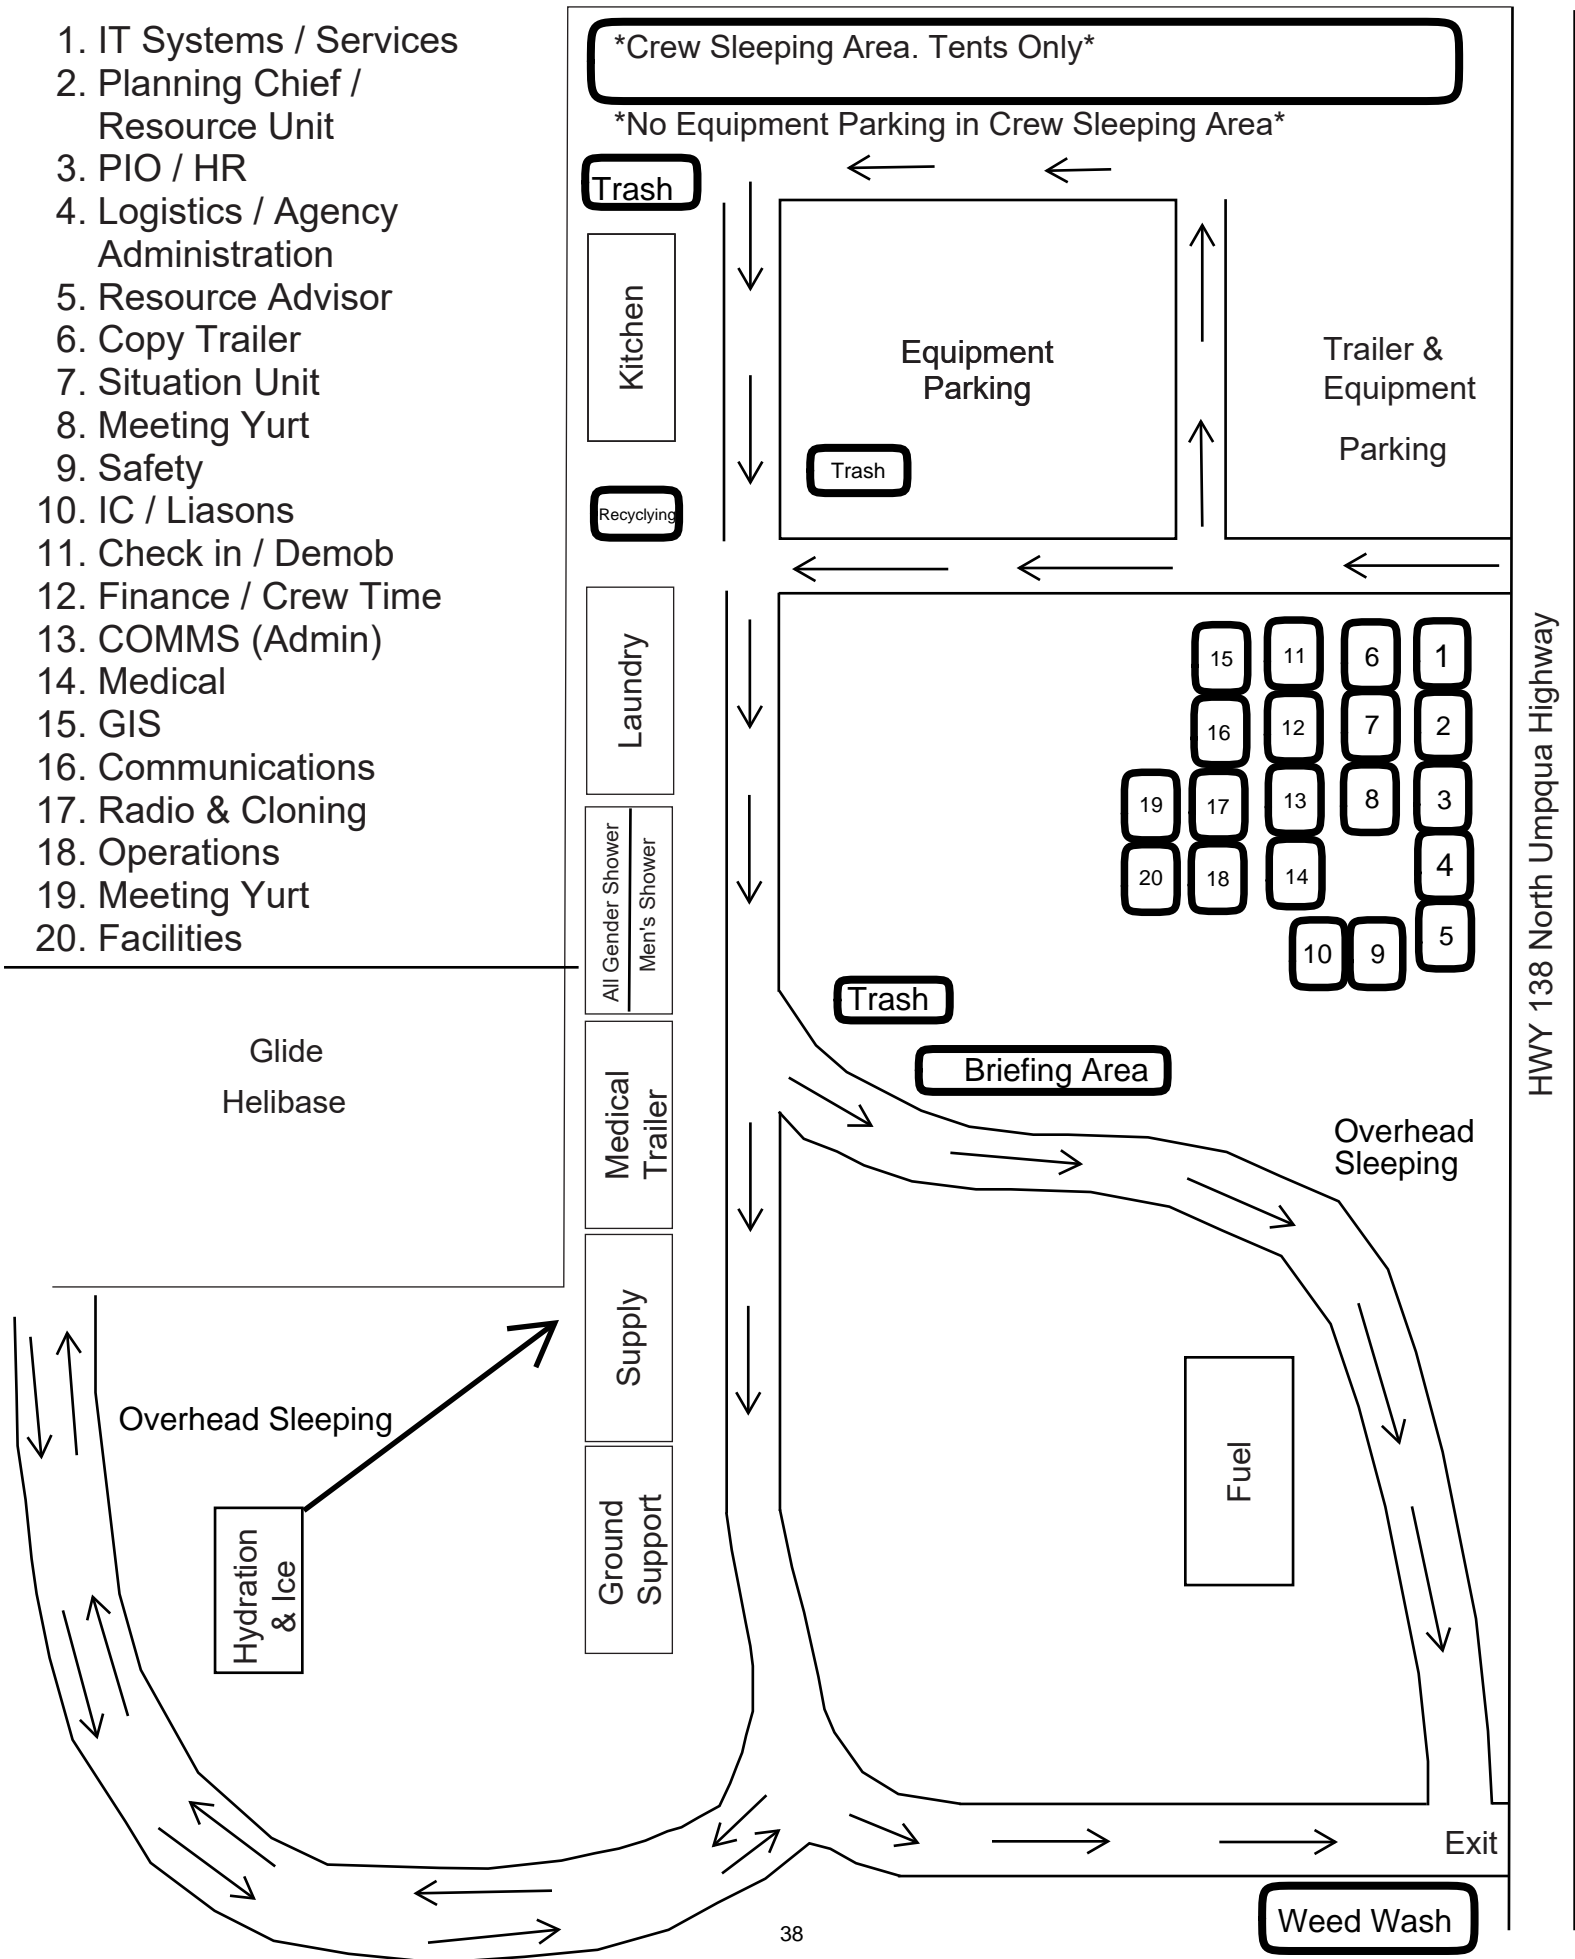 1. IT Systems / Services
2. Planning Chief /
Resource Unit
3. PIO / HR
4. Logistics / Agency
Administration
5. Resource Advisor
6. Copy Trailer
7. Situation Unit
8. Meeting Yurt
9. Safety
10. IC / Liasons
11. Check in / Demob
12. Finance / Crew Time
13. COMMS (Admin)
14. Medical
15. GIS
16. Communications
17. Radio & Cloning
18. Operations
19. Meeting Yurt
20. Facilities
*Crew Sleeping Area. Tents Only*
*No Equipment Parking in Crew Sleeping Area*
Trash
Kitchen
Equipment
Parking
Trash
Trailer &
Equipment
Parking
Recyclying
Laundry
15
11
6
1
16
12
7
2
19
17
13
8
3
20
18
14
4
10
9
5
HWY 138 North Umpqua Highway
All Gender Shower
Men's Shower
Trash
Briefing Area
Glide
Helibase
Medical
Trailer
Overhead
Sleeping
Supply
Overhead Sleeping
Fuel
Hydration
& Ice
Ground
Support
Exit
Weed Wash
38